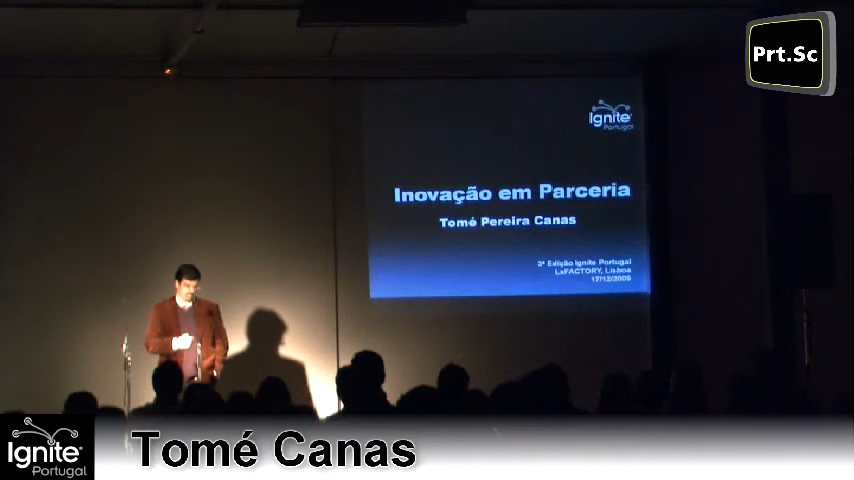 Prt.Sc
Ignite
Portugal
Inovação em Parceria
Tomé Pereira Canas
2ª Edição Ignite Portugal
LxFACTORY, Lisboa
17/12/2009
Ignite
Portugal
Tomé Canas